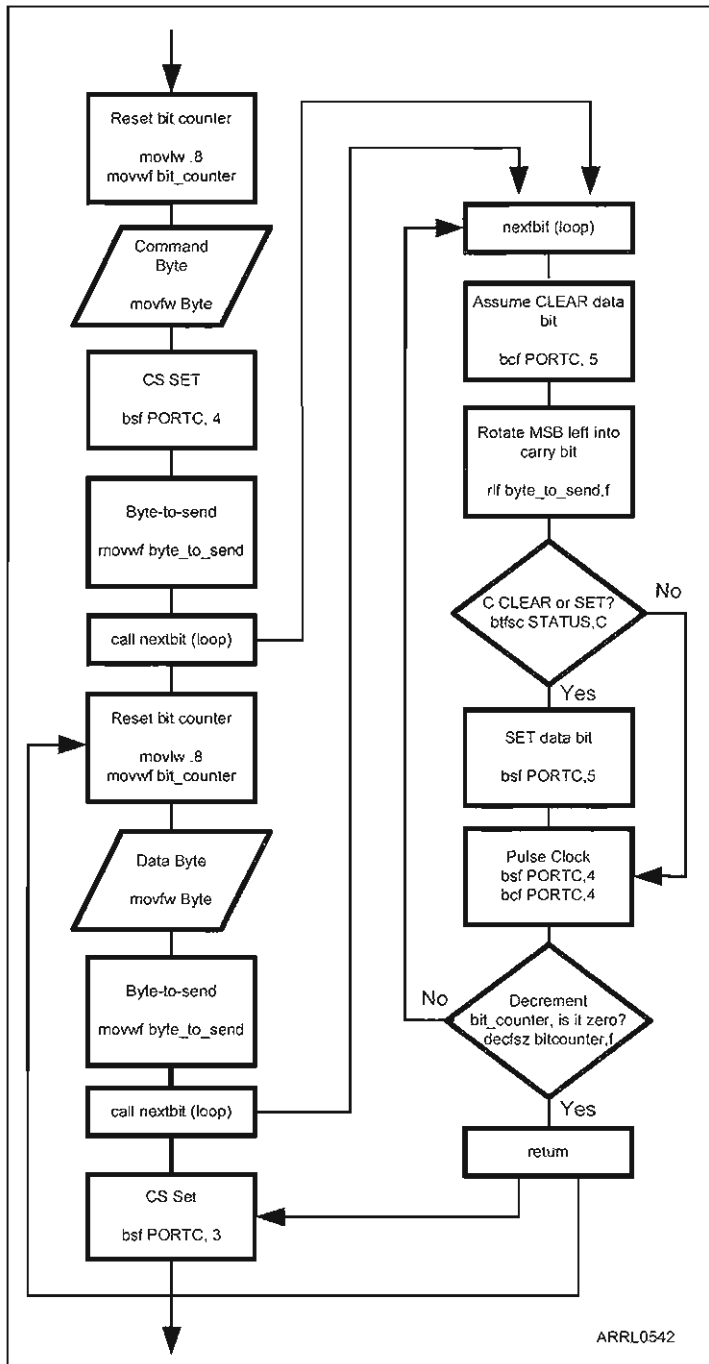 Reset bit counter
movlw .8
movwf bit_counter
Command
Byte
movfw Byte
CS SET
bsf PORTC, 4
Byte-to-send
movwf byte_to_send
call nextbit (loop)
Reset bit counter
movlw .8
movwf bit_counter
Data Byte
movfw Byte
Byte-to-send
movwf byte_to_send
call nextbit (loop)
CS Set
bsf PORTC, 3
nextbit (loop)
Assume CLEAR data
bit
bcf PORTC, 5
Rotate MSB left into
carry bit
rlf byte_to_send,f
C CLEAR or SET?
btfsc STATUS,C
No
Yes
SET data bit
bsf PORTC,5
Pulse Clock
bsf PORTC,4
bcf PORTC,4
No
Decrement
bit_counter, is it zero?
decfsz bitcounter,f
Yes
return
ARRL0542